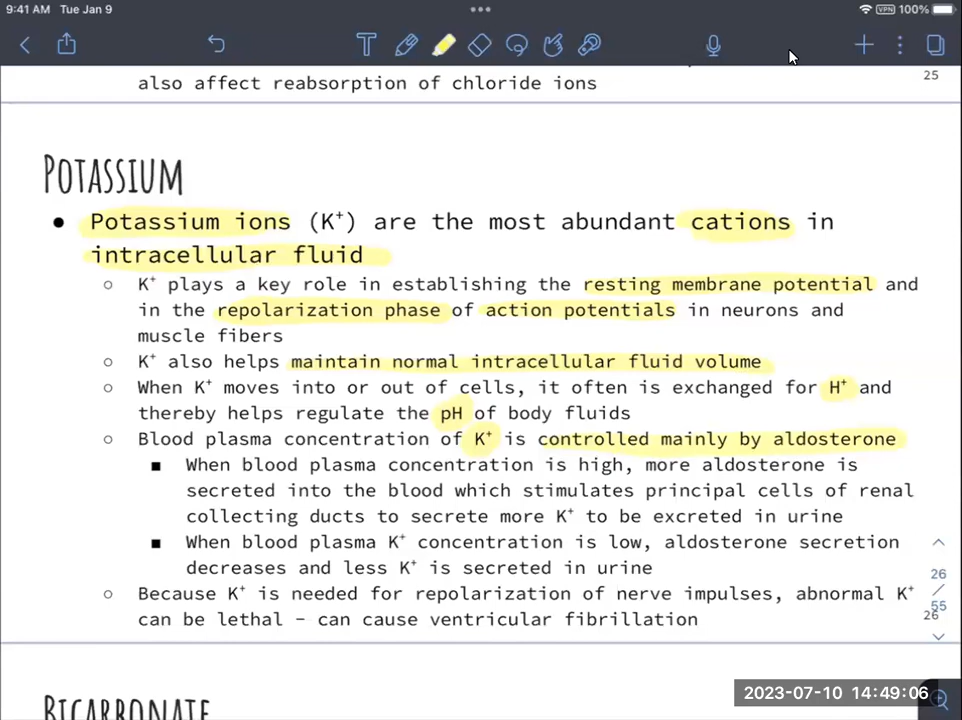 9:41 AM Tue Jan 9
VPN 100%
also affect reabsorption of chloride ions
25
POTASSIUM
● Potassium ions (K⁺) are the most abundant cations in
intracellular fluid
○ K⁺ plays a key role in establishing the resting membrane potential and
in the repolarization phase of action potentials in neurons and
muscle fibers
○ K⁺ also helps maintain normal intracellular fluid volume
○ When K⁺ moves into or out of cells, it often is exchanged for H⁺ and
thereby helps regulate the pH of body fluids
○ Blood plasma concentration of K⁺ is controlled mainly by aldosterone
■ When blood plasma concentration is high, more aldosterone is
secreted into the blood which stimulates principal cells of renal
collecting ducts to secrete more K⁺ to be excreted in urine
■ When blood plasma K⁺ concentration is low, aldosterone secretion
decreases and less K⁺ is secreted in urine
○ Because K⁺ is needed for repolarization of nerve impulses, abnormal K⁺
can be lethal – can cause ventricular fibrillation
26
/
55
26
BICARBONATE
2023-07-10 14:49:06